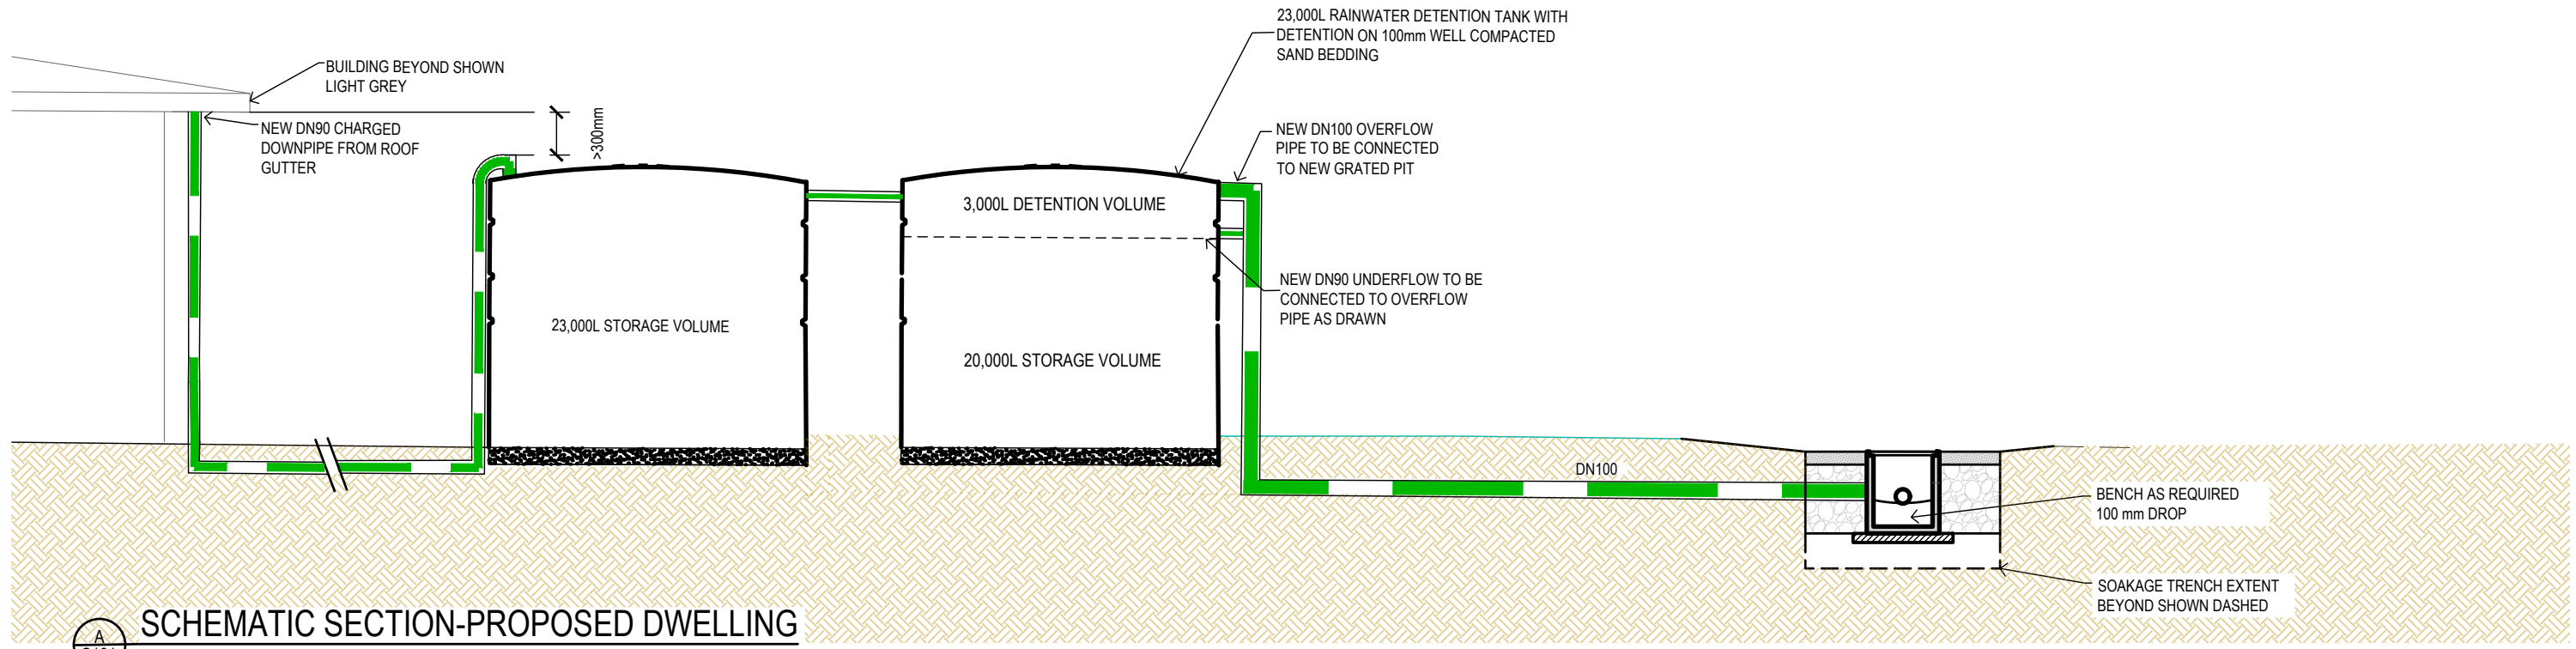 23,000L RAINWATER DETENTION TANK WITH
DETENTION ON 100mm WELL COMPACTED
SAND BEDDING
BUILDING BEYOND SHOWN
LIGHT GREY
NEW DN90 CHARGED
DOWNPIPE FROM ROOF
GUTTER
>300mm
NEW DN100 OVERFLOW
PIPE TO BE CONNECTED
TO NEW GRATED PIT
3,000L DETENTION VOLUME
NEW DN90 UNDERFLOW TO BE
CONNECTED TO OVERFLOW
PIPE AS DRAWN
23,000L STORAGE VOLUME
20,000L STORAGE VOLUME
DN100
BENCH AS REQUIRED
100 mm DROP
SOAKAGE TRENCH EXTENT
BEYOND SHOWN DASHED
A
SCHEMATIC SECTION-PROPOSED DWELLING